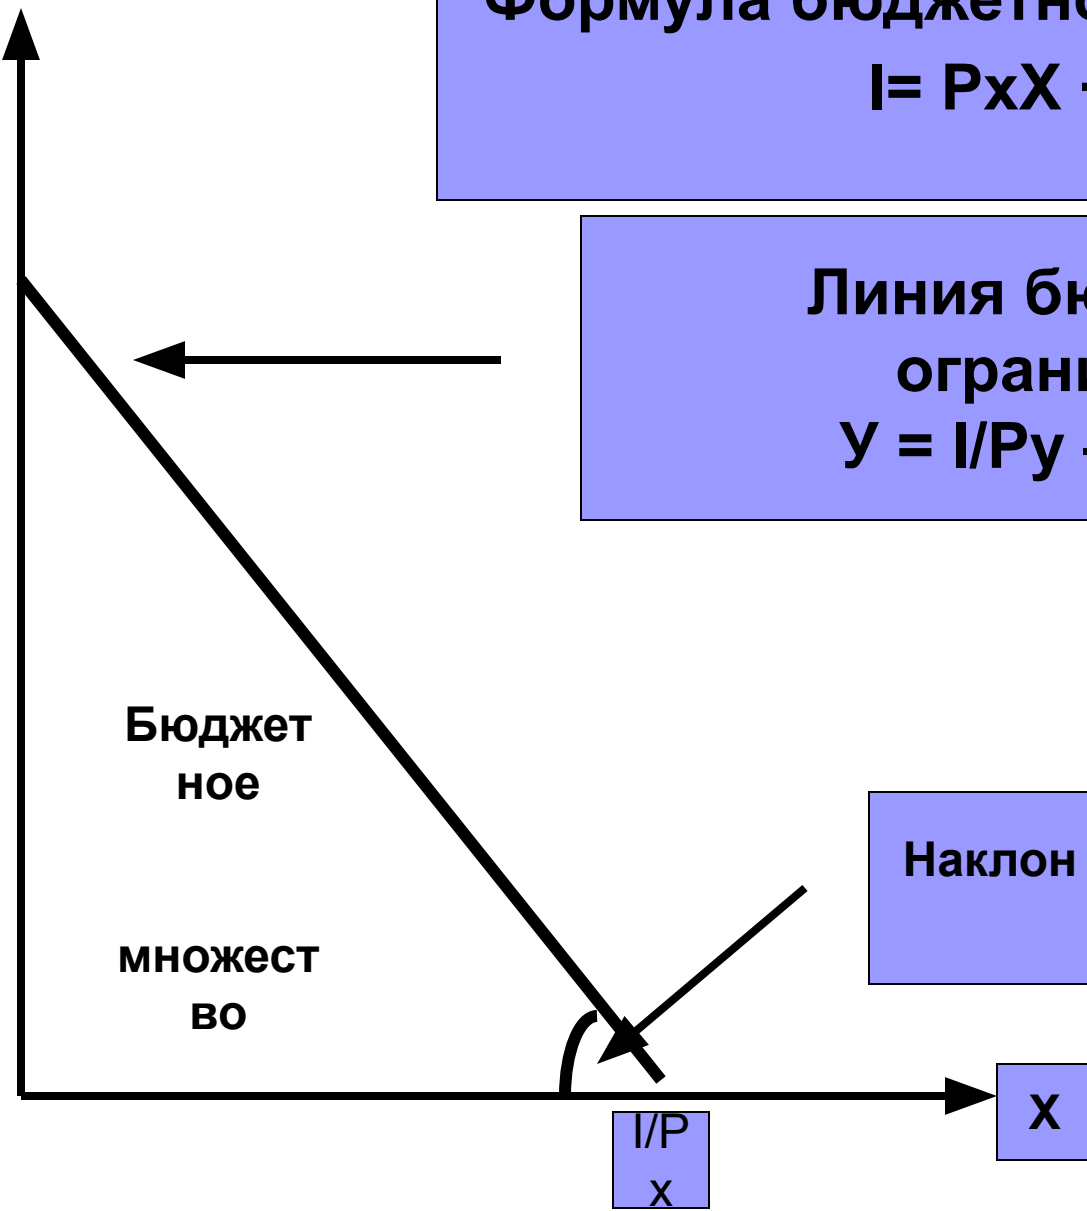 Формула бюджетно
I= PxX
Линия бю
ограни
У = I/Py -
Бюджет
ное
множест
во
Наклон
I/P
x
X